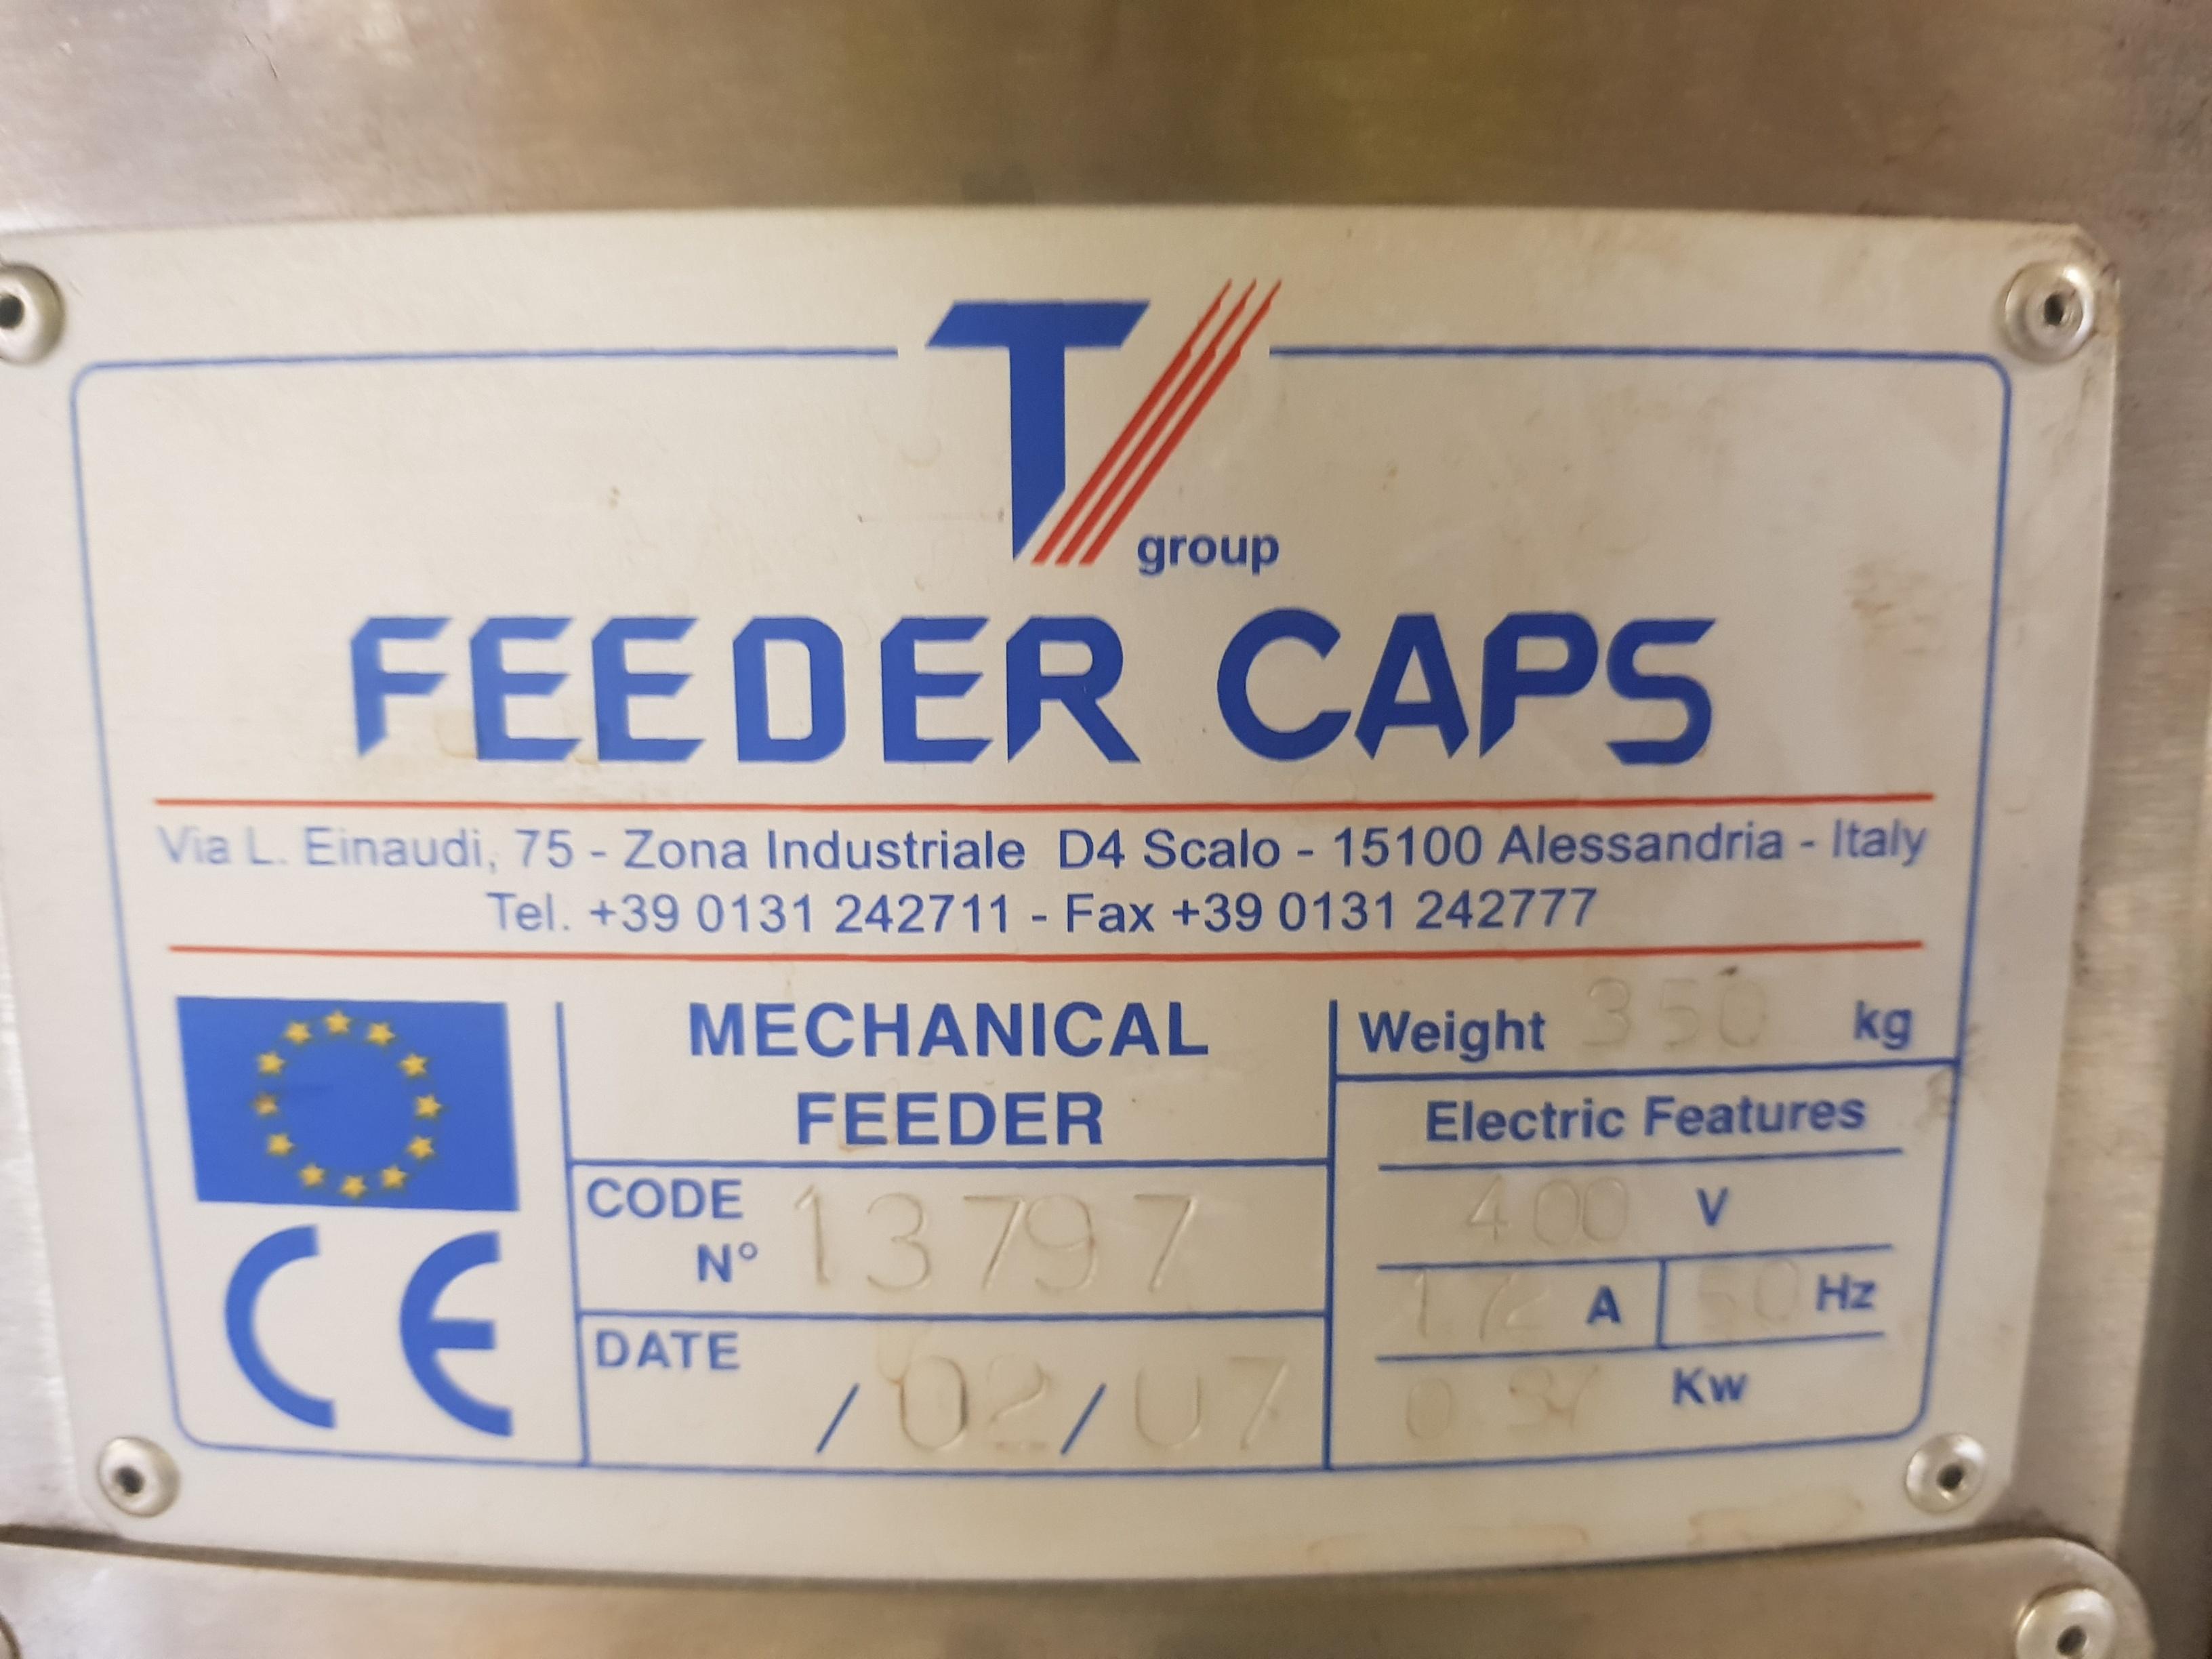 T
group
FEEDER CAPS
Via L. Einaudi, 75 - Zona Industriale D4 Scalo - 15100 Alessandria - Italy
Tel. +39 0131 242711 - Fax +39 0131 242777
MECHANICAL
FEEDER
CODE
N° 13797
DATE
/02/07
Weight 350 kg
Electric Features
400 V
A
50 Hz
Kw
CE